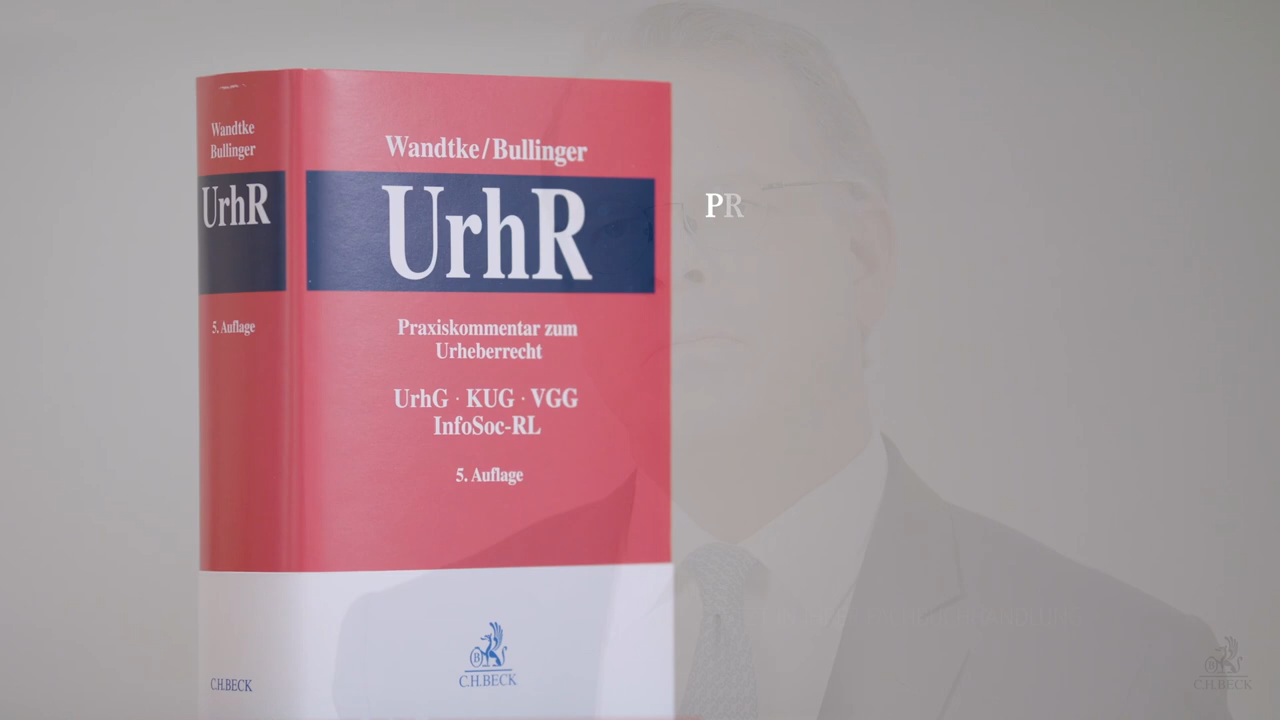 Wandtke
Bullinger
UrhR
5. Auflage
C.H.BECK
Wandtke/Bullinger
UrhR
Praxiskommentar zum
Urheberrecht
UrhG · KUG · VGG
InfoSoc-RL
5. Auflage
B
C.H.BECK
PR
C.H.BECK